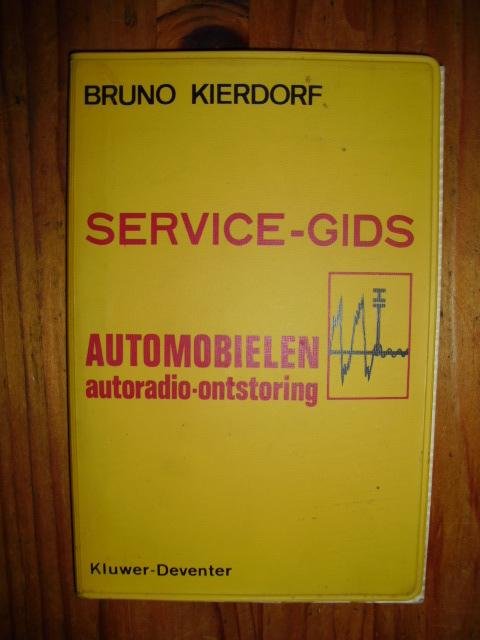 BRUNO KIERDORF
SERVICE-GIDS
AUTOMOBIELEN
autoradio-ontstoring
Kluwer-Deventer